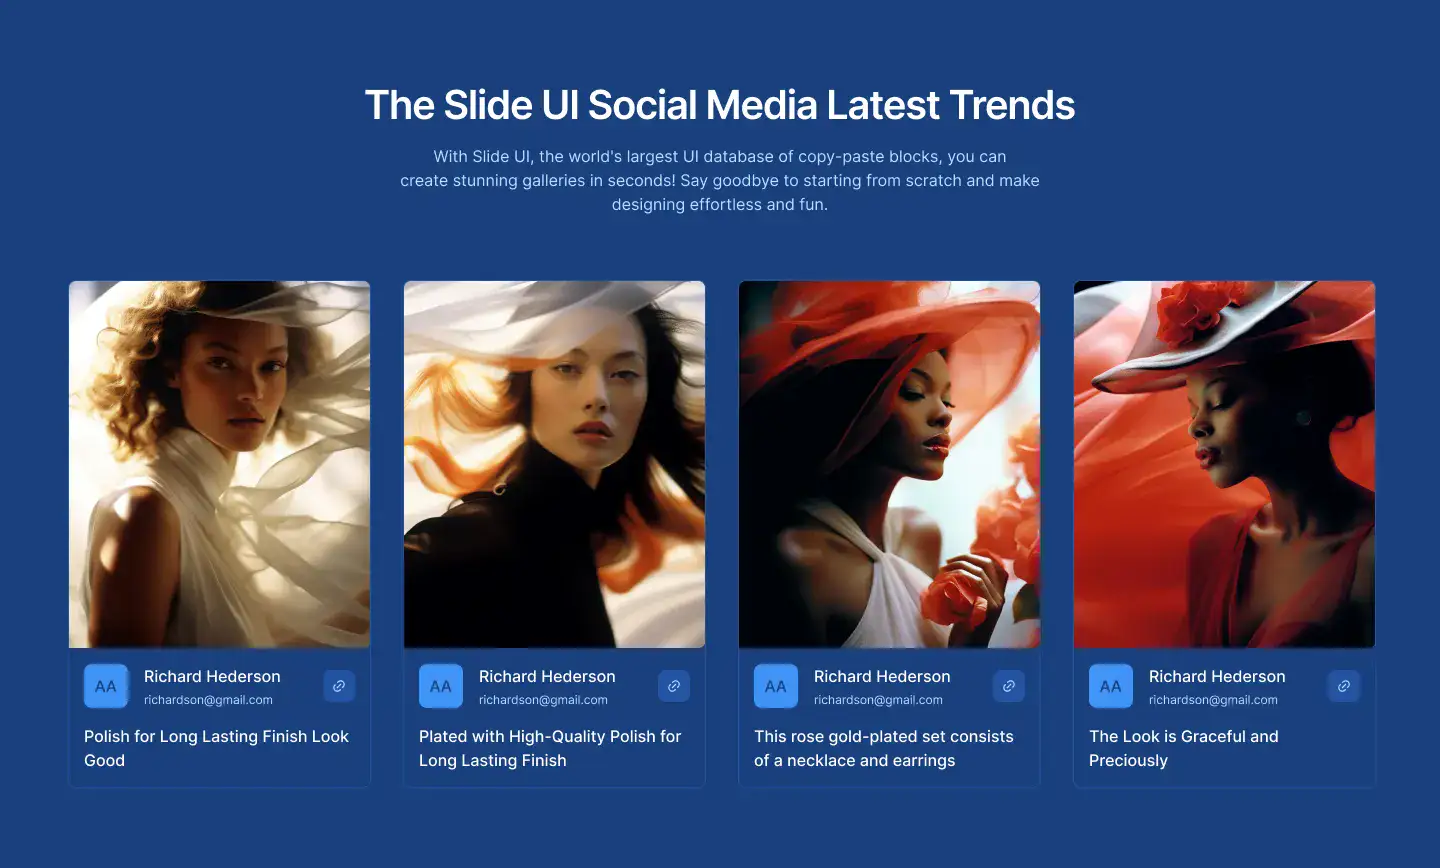 The Slide UI Social Media Latest Trends
With Slide UI, the world's largest UI database of copy-paste blocks, you can
create stunning galleries in seconds! Say goodbye to starting from scratch and make
designing effortless and fun.
AA
Richard Hederson
richardson@gmail.com
Polish for Long Lasting Finish Look
Good
AA
Richard Hederson
richardson@gmail.com
Plated with High-Quality Polish for
Long Lasting Finish
AA
Richard Hederson
richardson@gmail.com
This rose gold-plated set consists
of a necklace and earrings
AA
Richard Hederson
richardson@gmail.com
The Look is Graceful and
Preciously